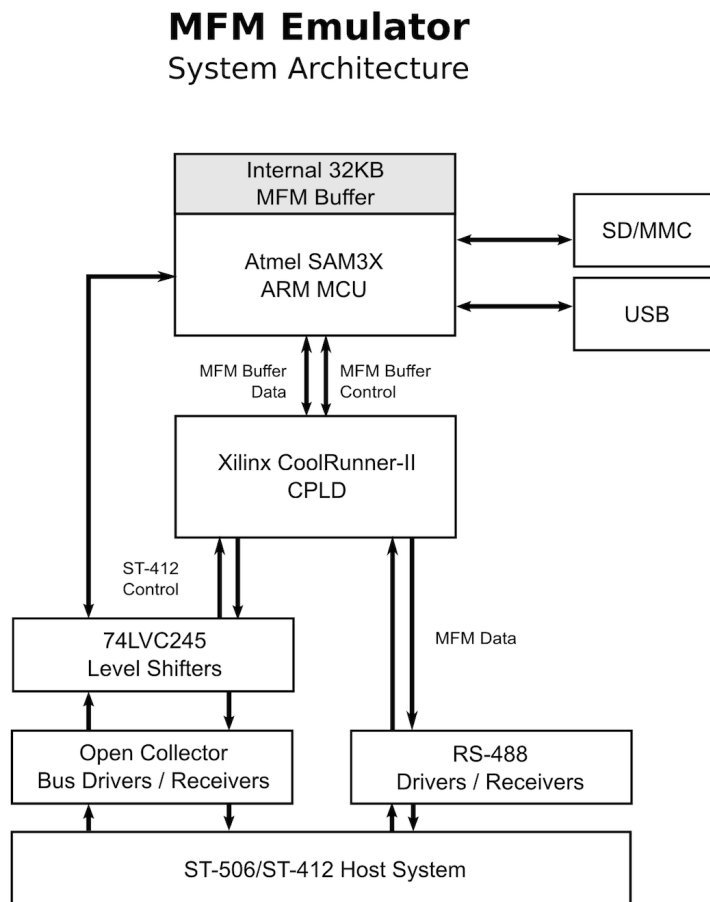 MFM Emulator
System Architecture
Internal 32KB
MFM Buffer
Atmel SAM3X
ARM MCU
SD/MMC
USB
MFM Buffer
Data
MFM Buffer
Control
Xilinx CoolRunner-II
CPLD
ST-412
Control
74LVC245
Level Shifters
MFM Data
Open Collector
Bus Drivers / Receivers
RS-488
Drivers / Receivers
ST-506/ST-412 Host System